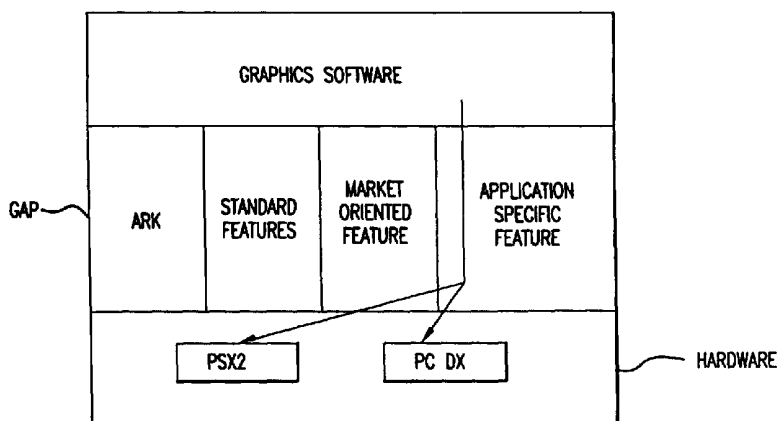 GRAPHICS SOFTWARE
GAP
ARK
STANDARD
FEATURES
MARKET
ORIENTED
FEATURE
APPLICATION
SPECIFIC
FEATURE
PSX2
PC DX
HARDWARE